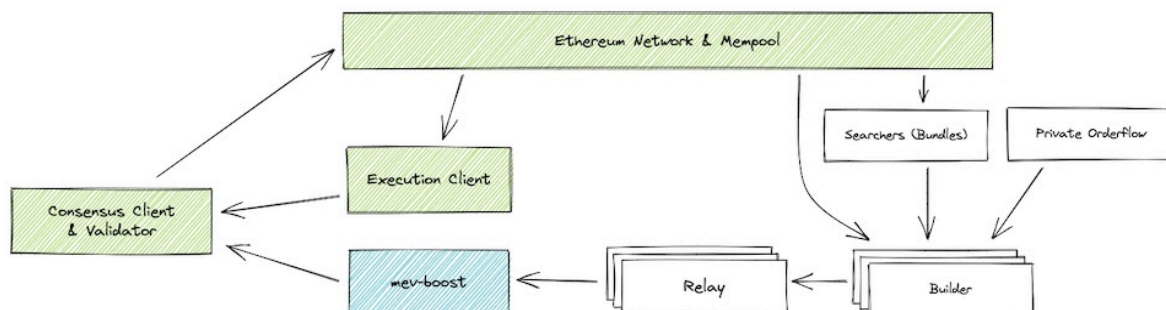 Ethereum Network & Mempool
Searchers (Bundles)
Private Orderflow
Execution Client
Consensus Client
& Validator
mev-boost
Relay
Builder